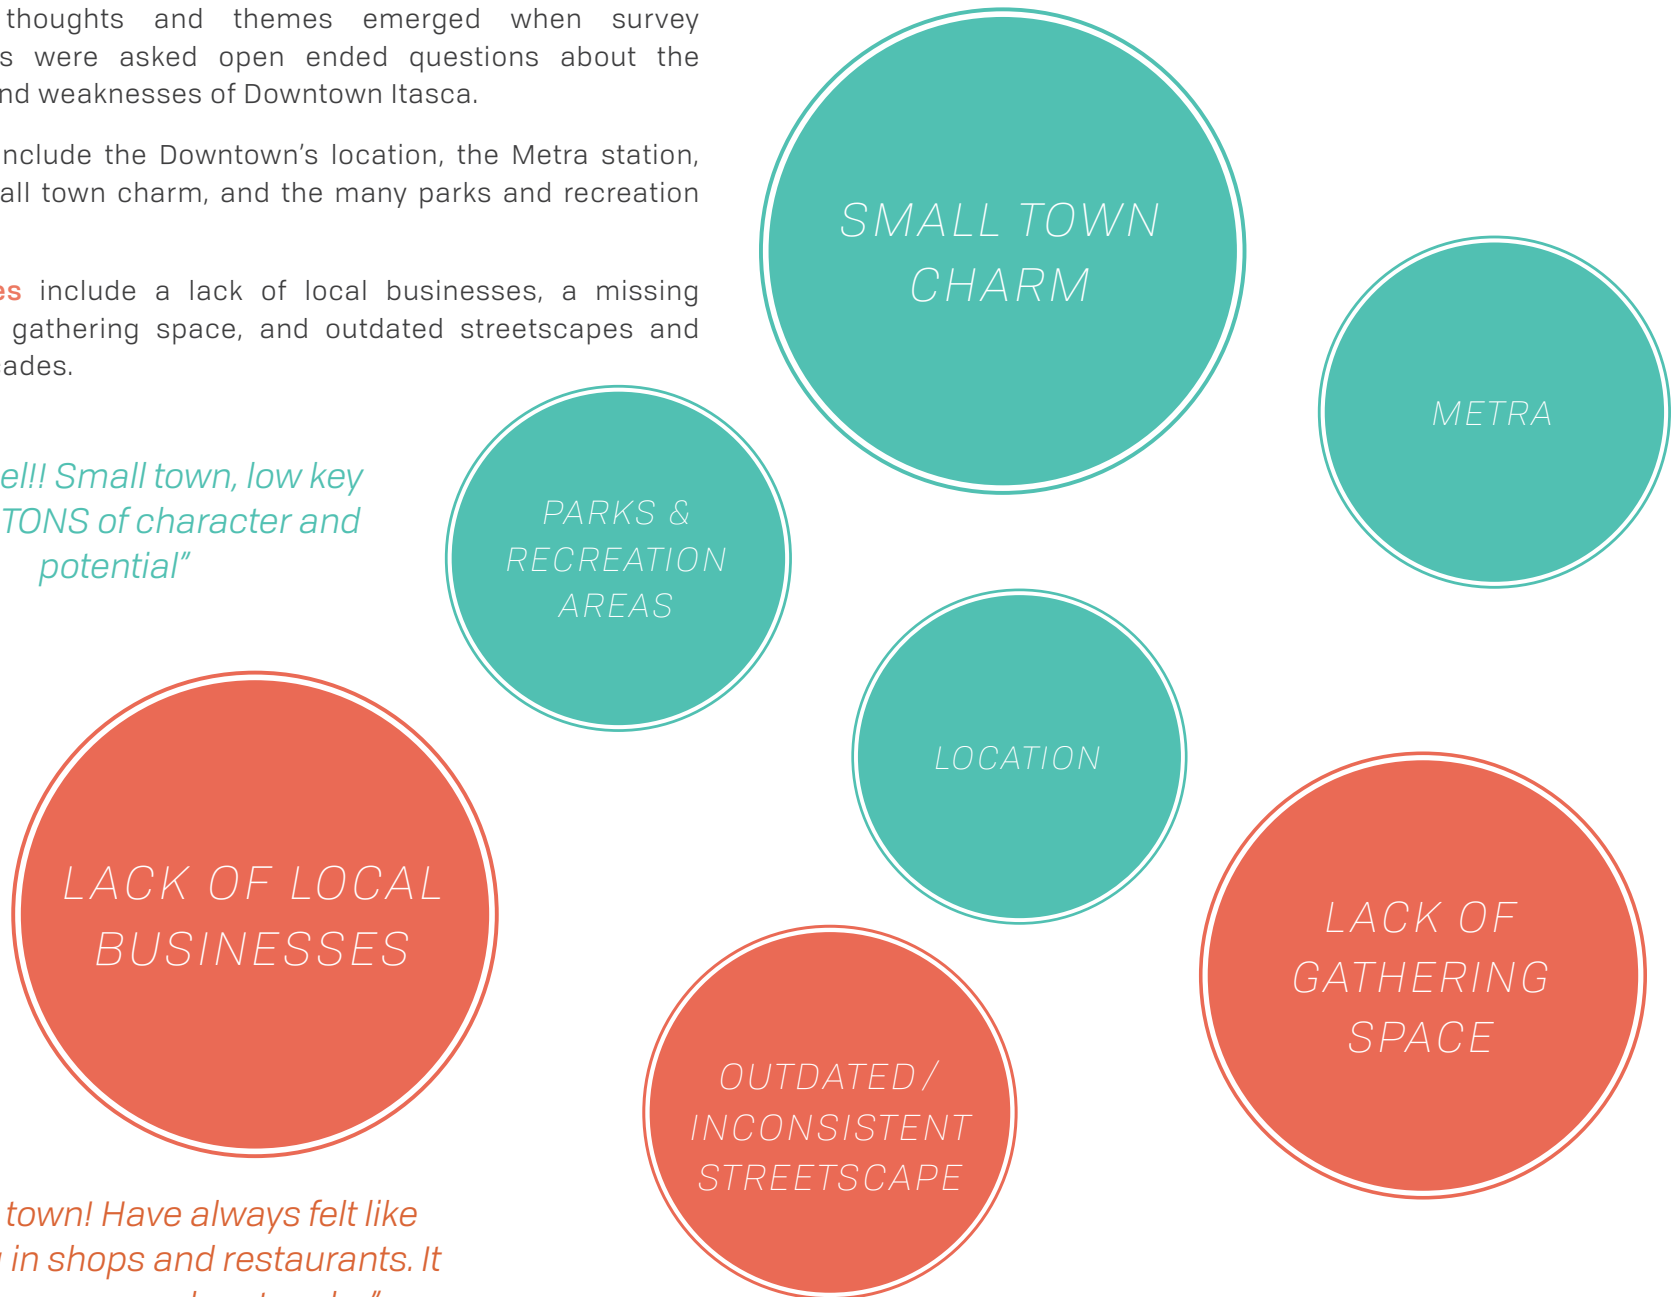 thoughts and themes emerged when survey
s were asked open ended questions about the
nd weaknesses of Downtown Itasca.
nclude the Downtown's location, the Metra station,
all town charm, and the many parks and recreation
es include a lack of local businesses, a missing
gathering space, and outdated streetscapes and
ades.
el!! Small town, low key
TONS of character and
potential”
SMALL TOWN
CHARM
METRA
PARKS &
RECREATION
AREAS
LOCATION
LACK OF LOCAL
BUSINESSES
LACK OF
GATHERING
SPACE
OUTDATED/
INCONSISTENT
STREETSCAPE
town! Have always felt like
in shops and restaurants. It